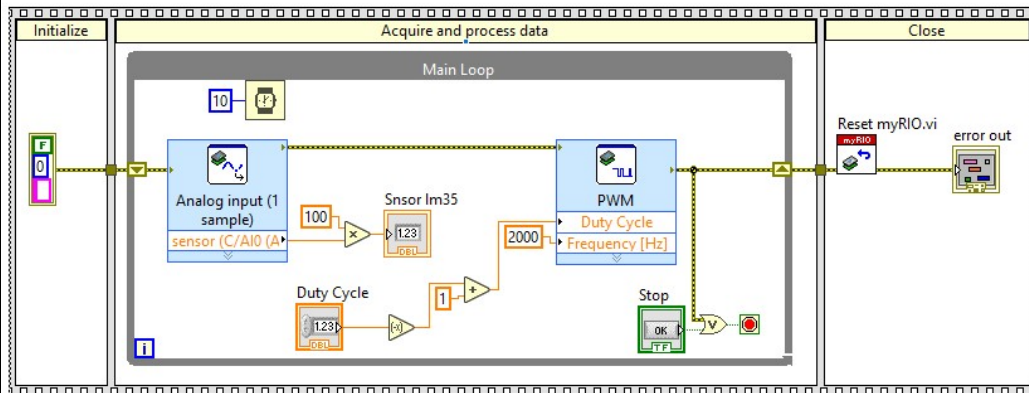 Initialize
Acquire and process data
Close
Main Loop
10
Reset myRIO.vi
myRIO
error out
F
0
Analog input (1
sample)
sensor (C/AI0 (A
Snsor lm35
100
1.23
DBL
PWM
Duty Cycle
Frequency [Hz]
2000
Duty Cycle
1.23
DBL
(-x)
1
+
Stop
OK
TF
V
i